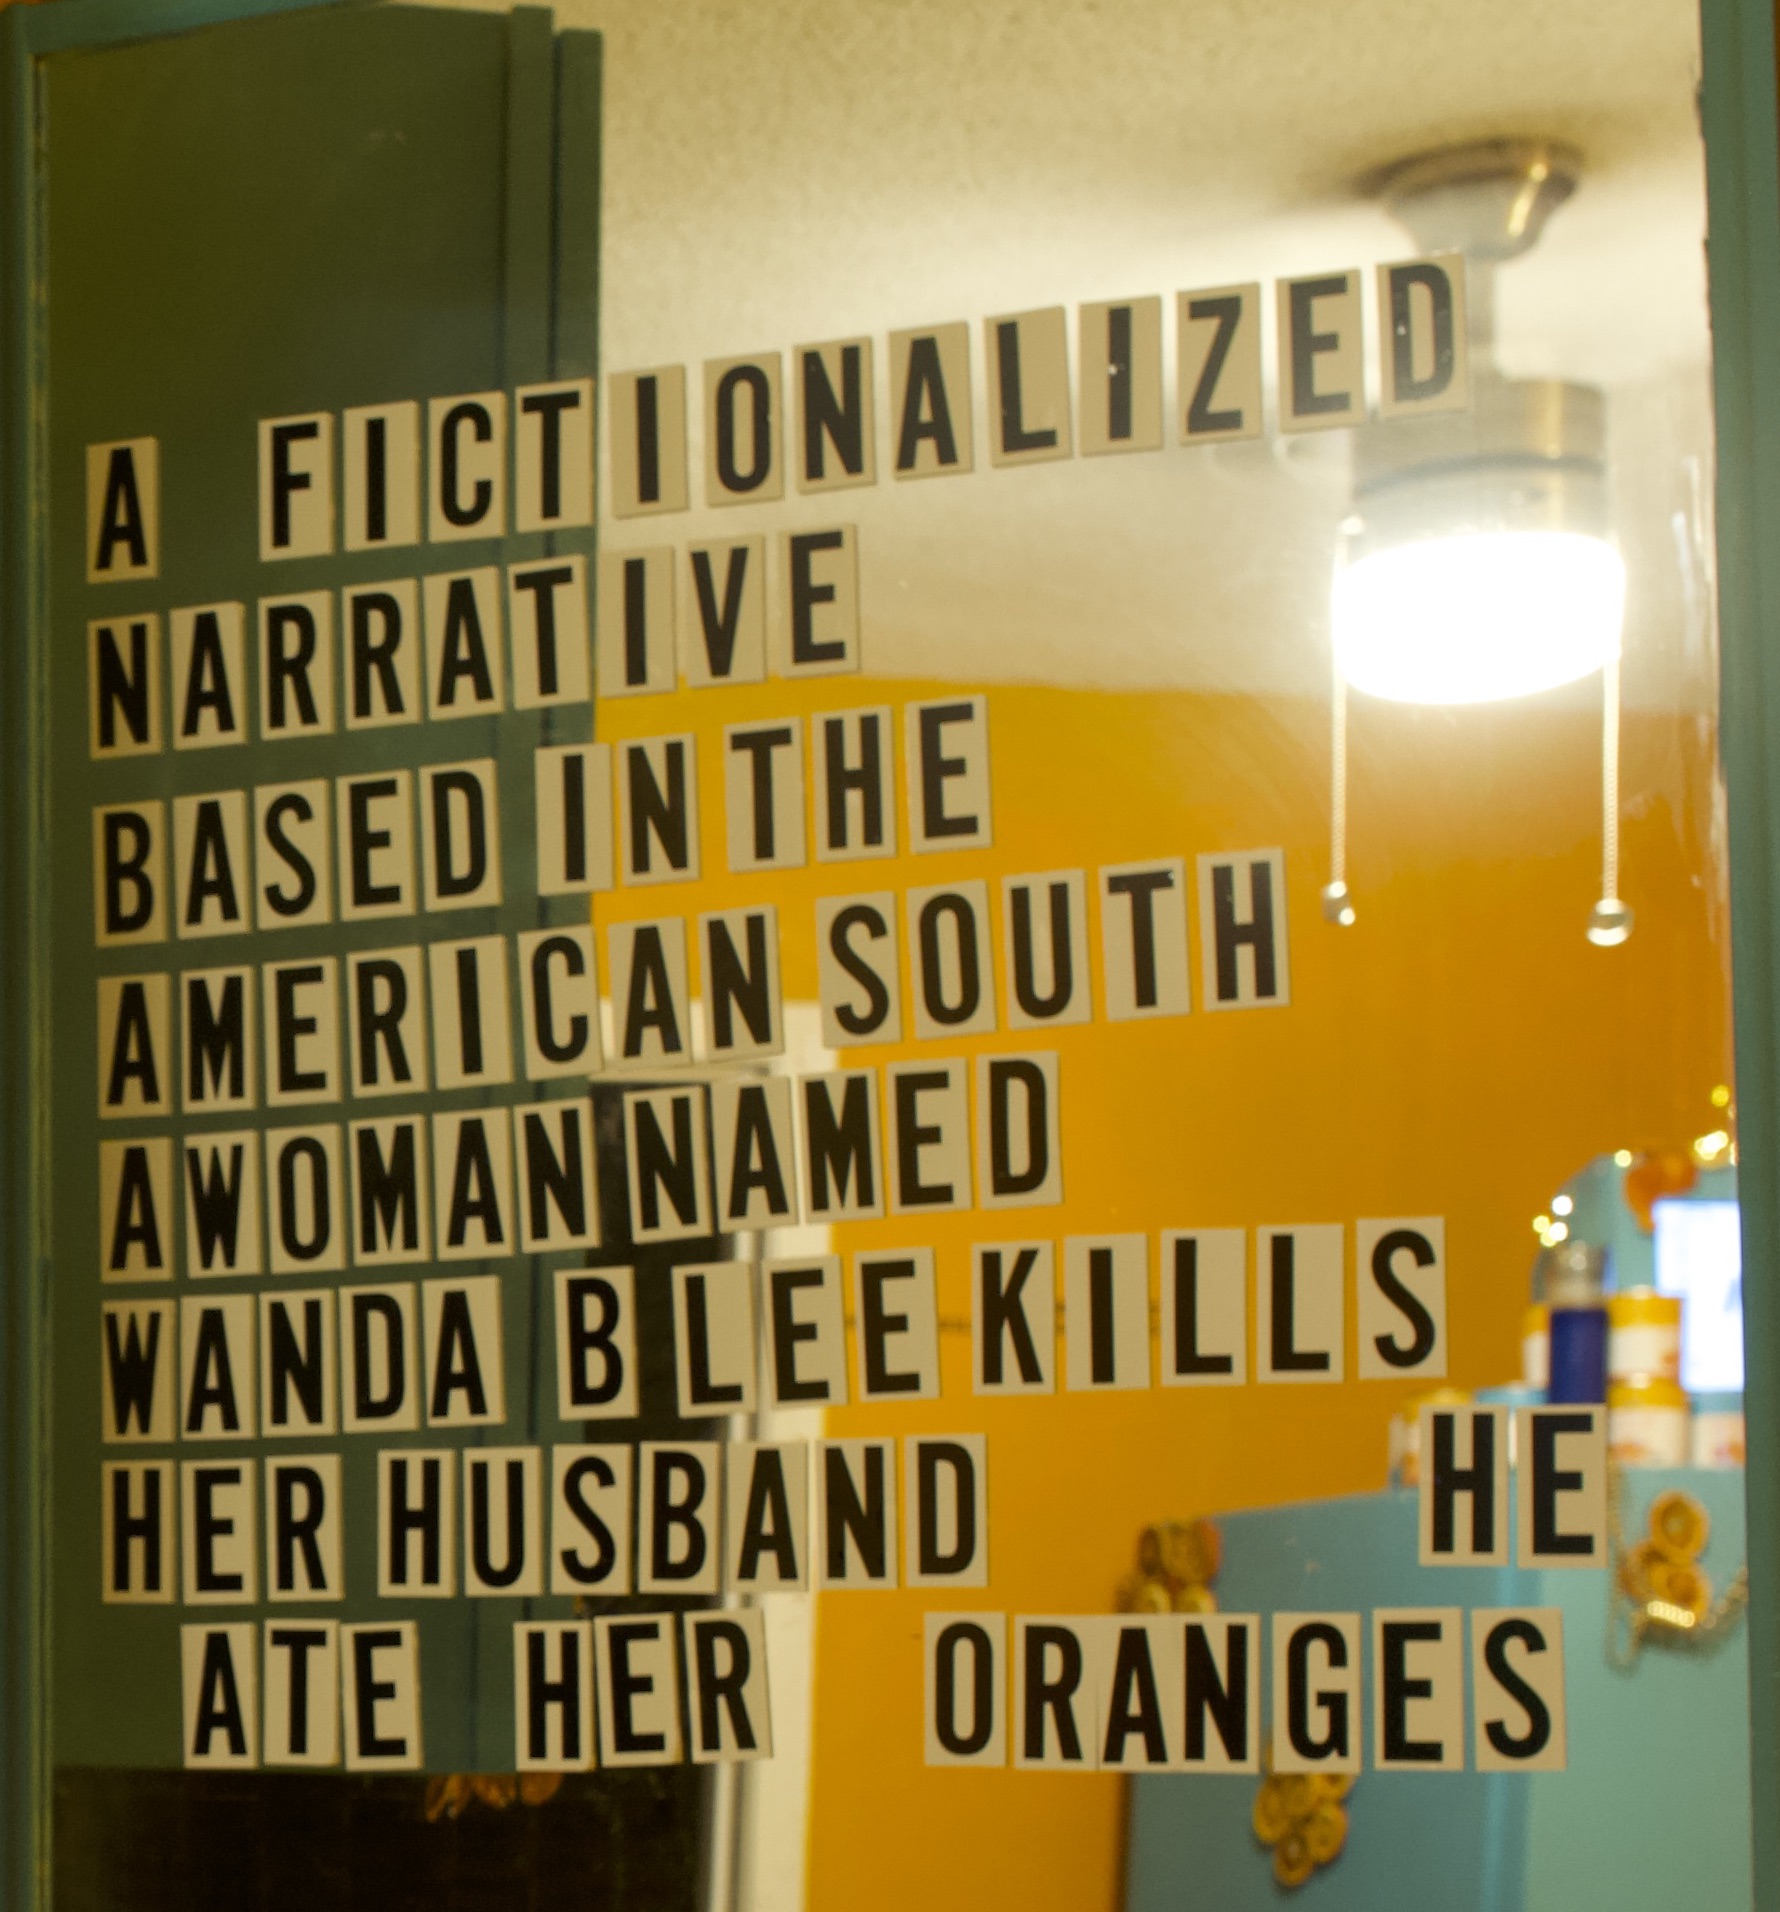 A FICTIONALIZED
NARRATIVE
BASED IN THE
AMERICAN SOUTH
A WOMAN NAMED
WANDA B LEE KILLS
HER HUSBAND HE
ATE HER ORANGES